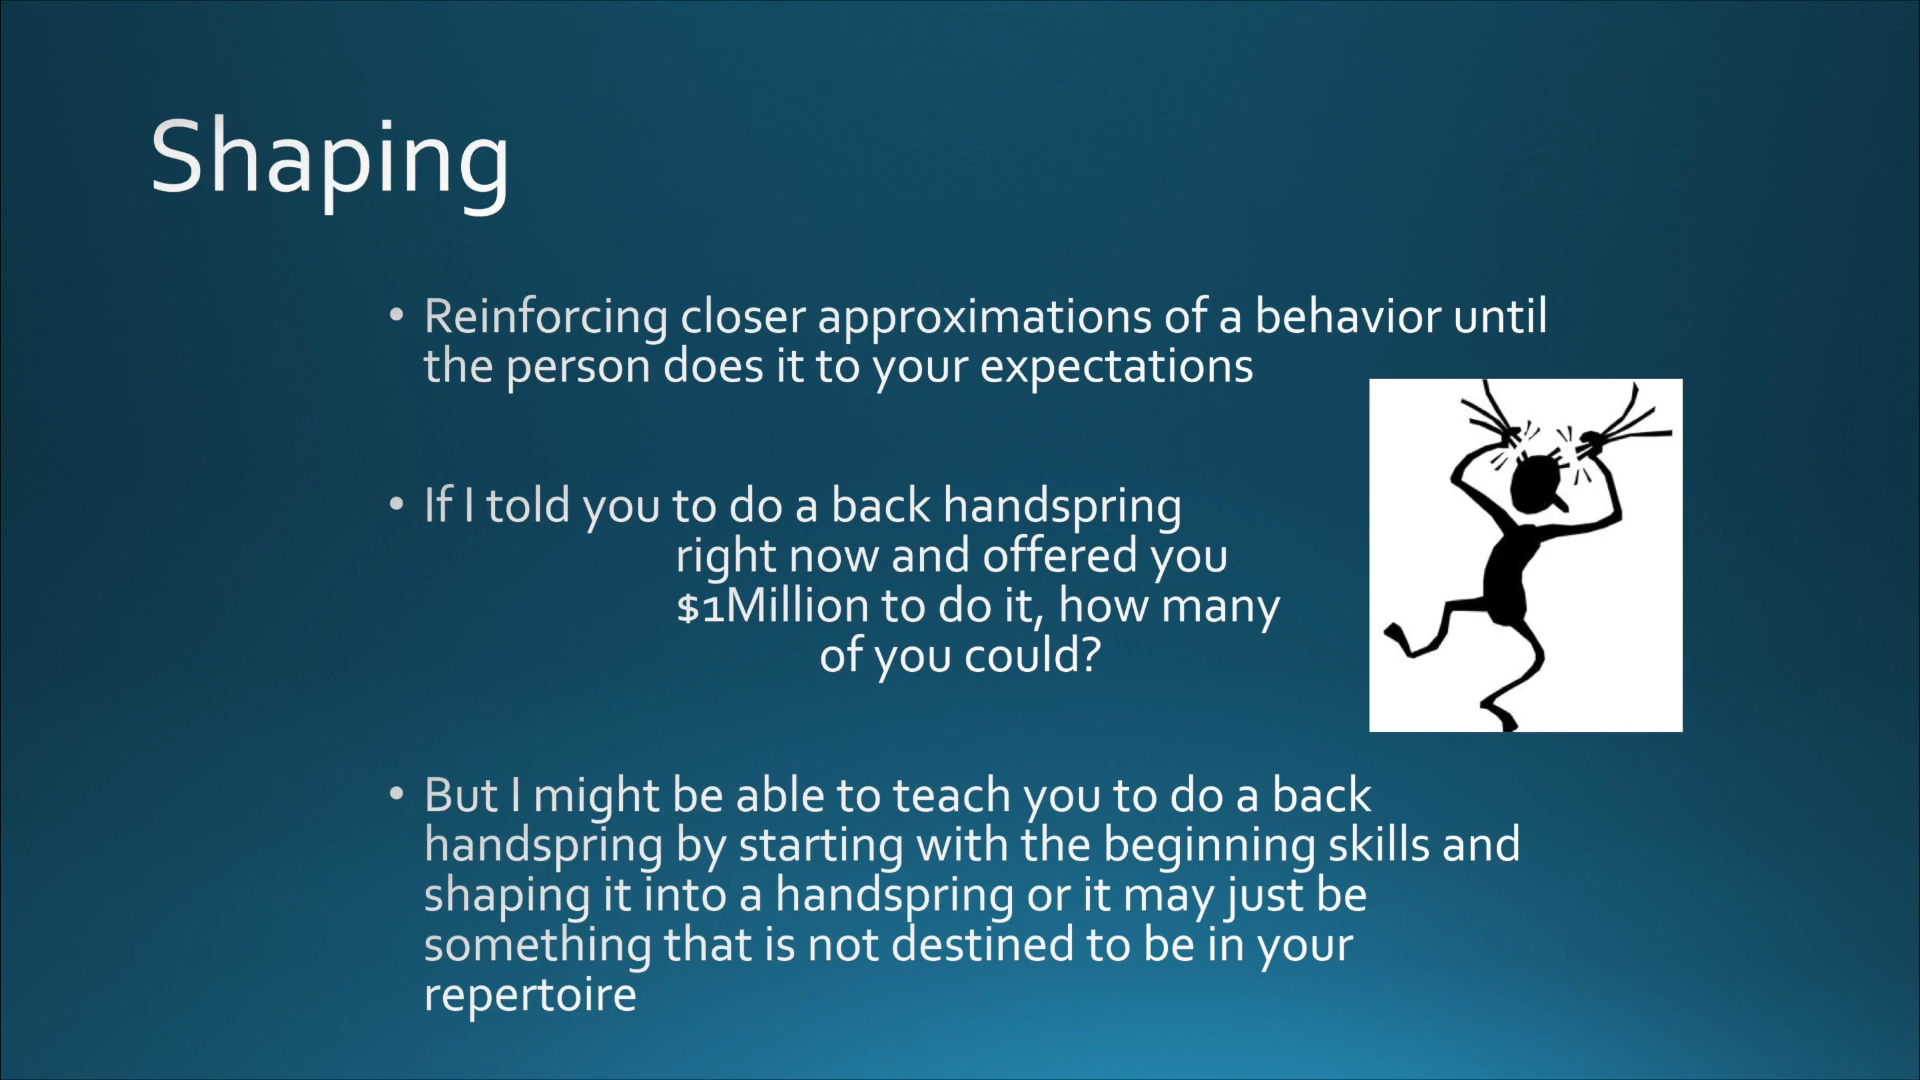 Shaping
• Reinforcing closer approximations of a behavior until
the person does it to your expectations
• If I told you to do a back handspring
right now and offered you
$1Million to do it, how many
of you could?
• But I might be able to teach you to do a back
handspring by starting with the beginning skills and
shaping it into a handspring or it may just be
something that is not destined to be in your
repertoire